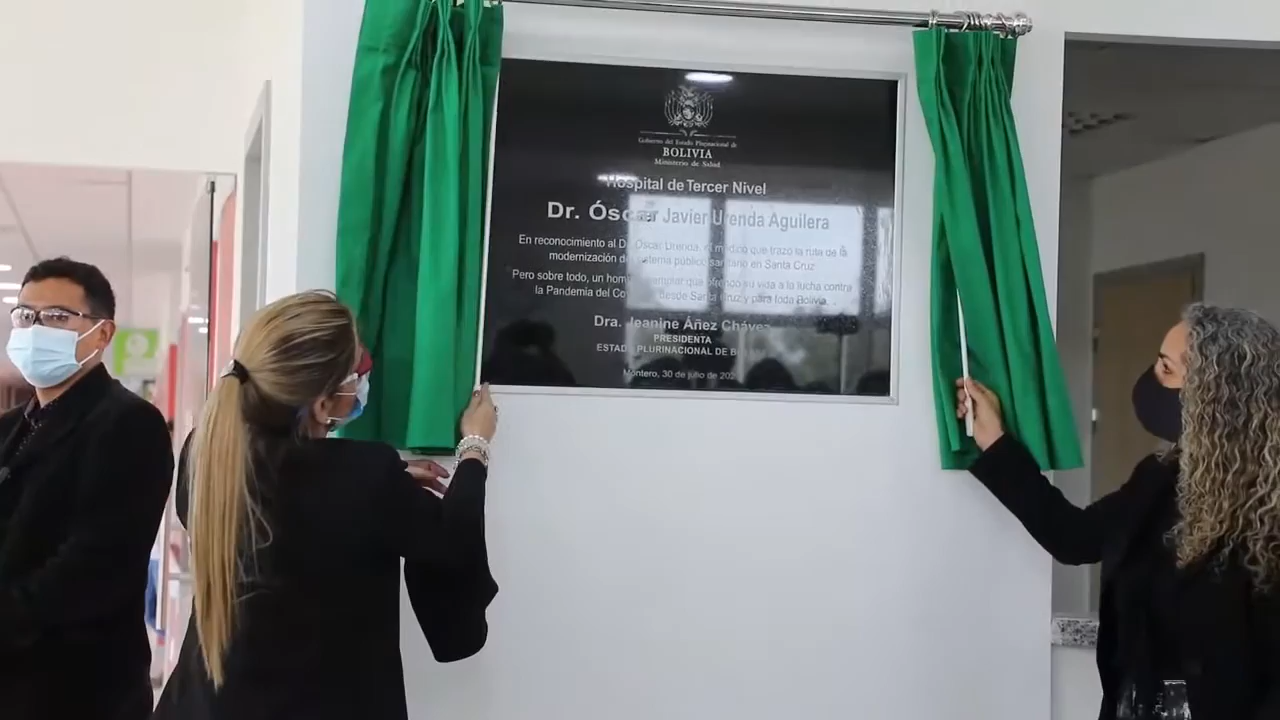 Gobierno del Estado Plurinacional de
BOLIVIA
Ministerio de Salud
Hospital de Tercer Nivel
Dr. Óscar Javier Urenda Aguilera
En reconocimiento al Dr. Óscar Urenda, el médico que trazó la ruta de la
modernización del sistema público sanitario en Santa Cruz
Pero sobre todo, un hombre ejemplar que ofrendó su vida a la lucha contra
la Pandemia del desde Santa Cruz y para toda Bolivia.
Dra. Jeanine Áñez Chávez
PRESIDENTA
ESTADO PLURINACIONAL DE
Montero, 30 de julio de